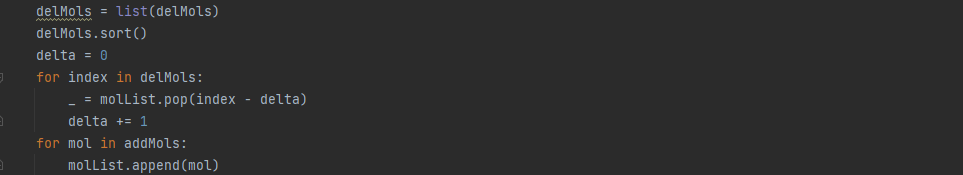 delMols = list(delMols)
delMols.sort()
delta = 0
for index in delMols:
    _ = molList.pop(index - delta)
    delta += 1
for mol in addMols:
    molList.append(mol)